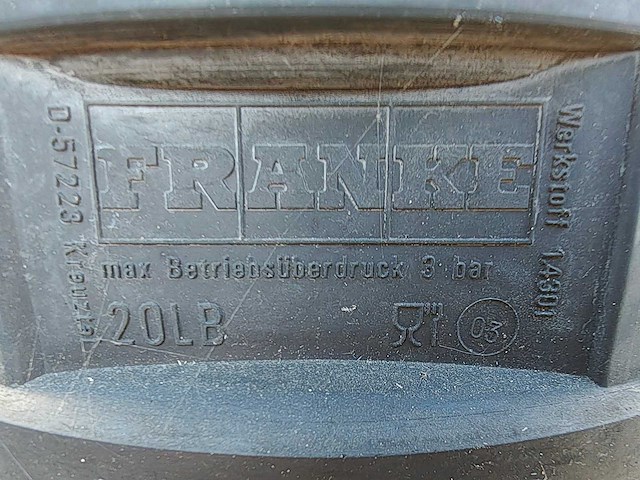 D-57223 Kreuztal
FRANKE
Werkstoff 1.4301
max Betriebsüberdruck 3 bar
20LB
03